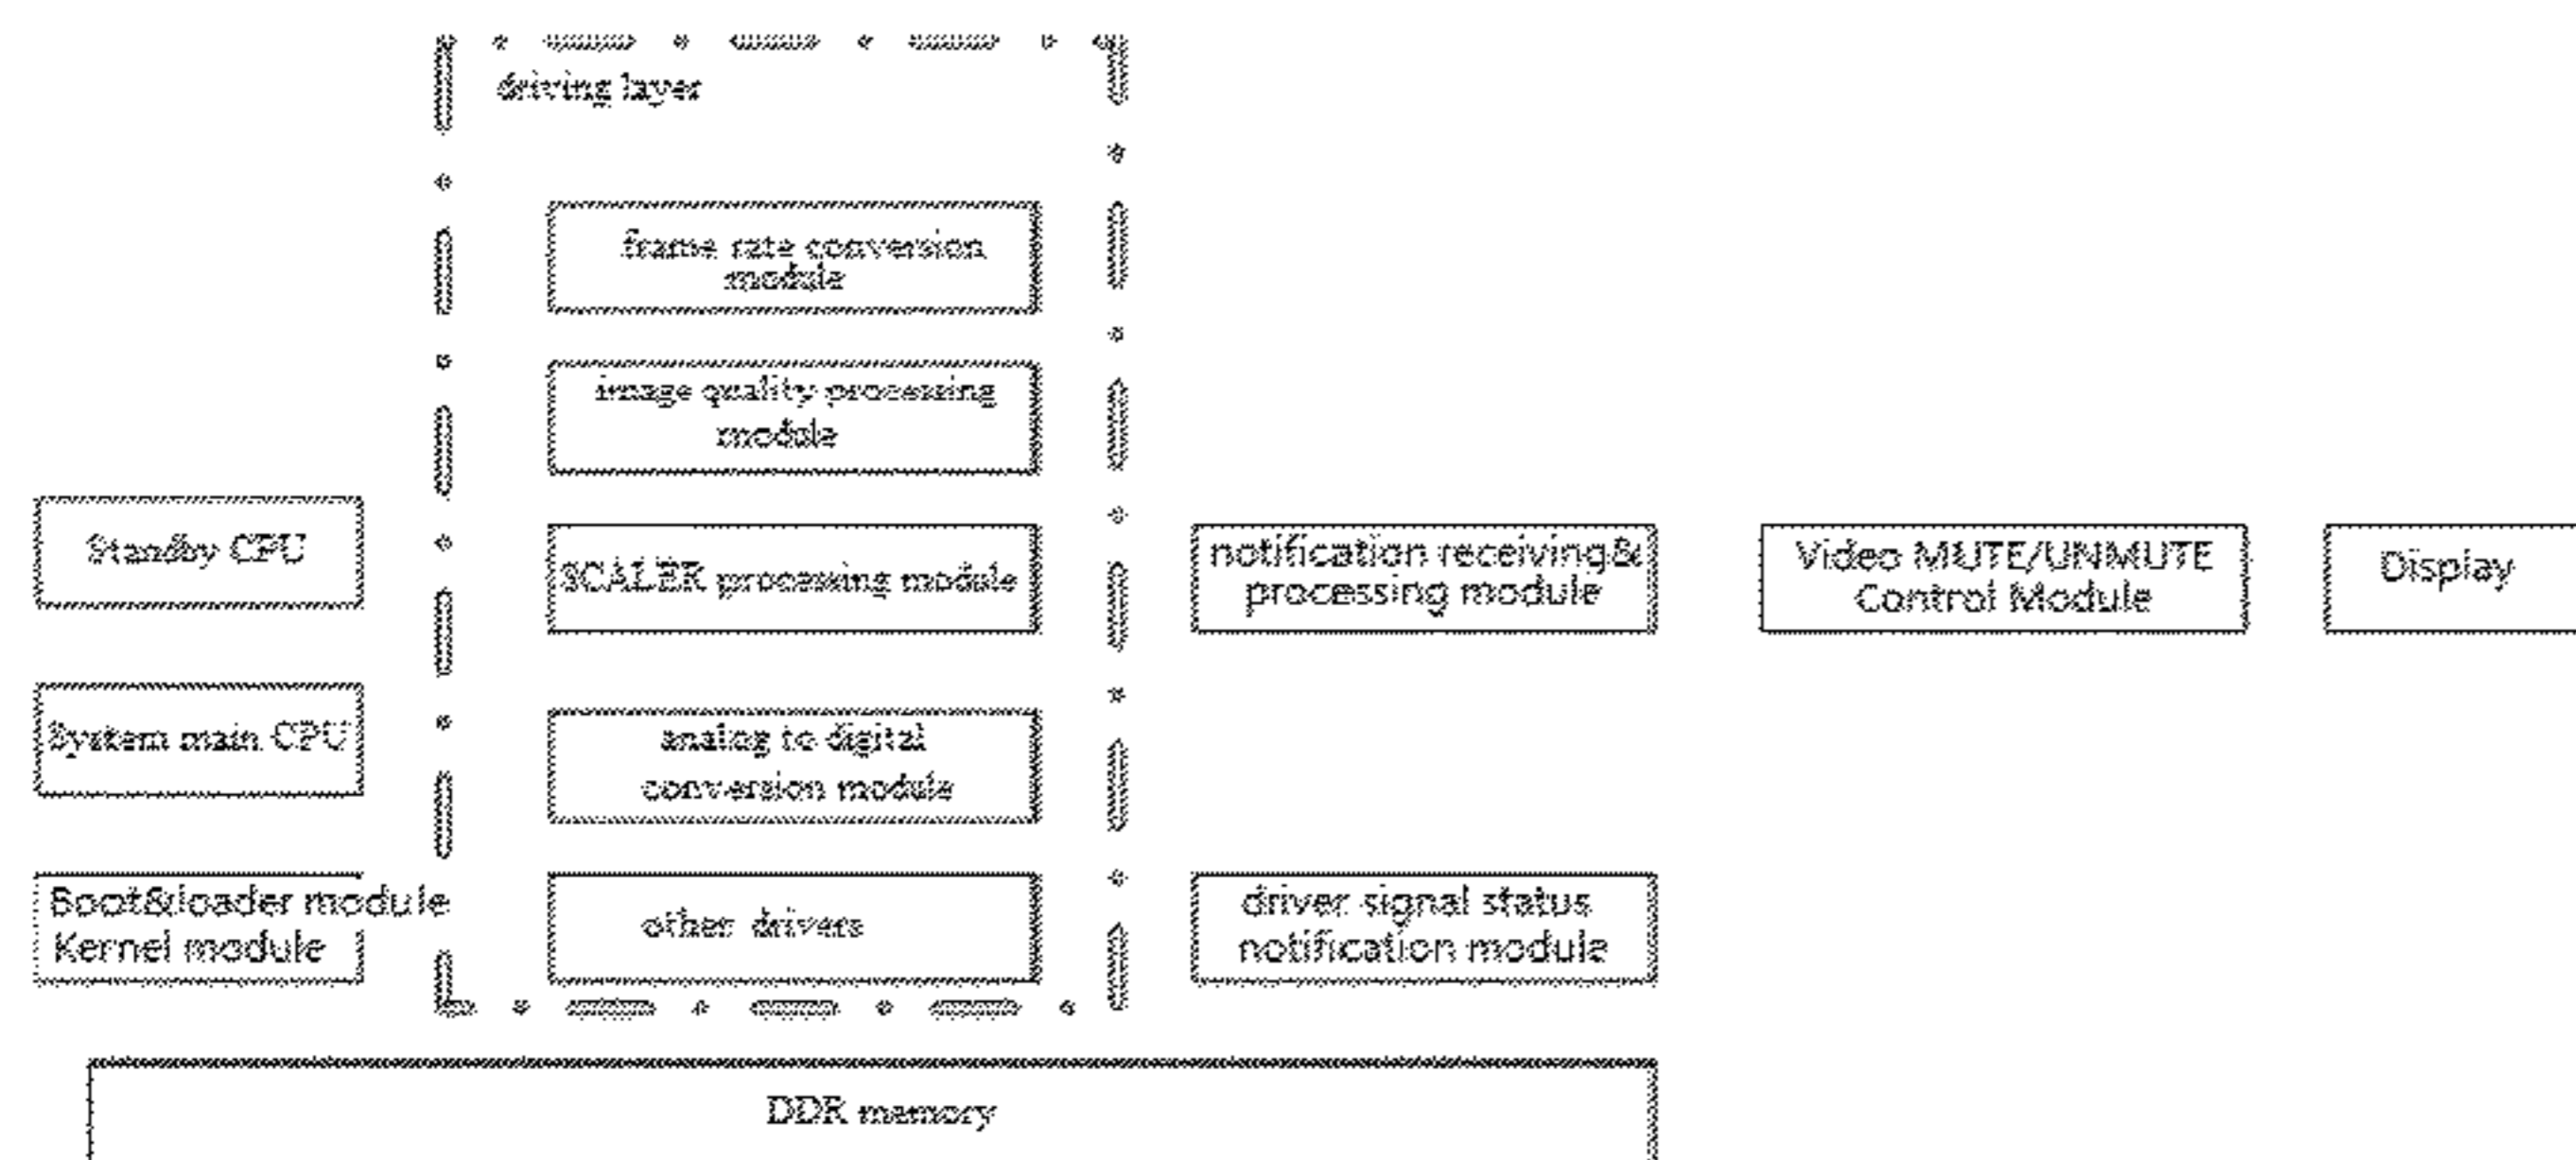 driving layer
frame rate conversion
module
image quality processing
module
Standby CPU
SCALER processing module
notification receiving&
processing module
Video MUTE/UNMUTE
Control Module
Display
System main CPU
analog to digital
conversion module
Boot&loader module
Kernel module
other drivers
driver signal status
notification module
DDR memory